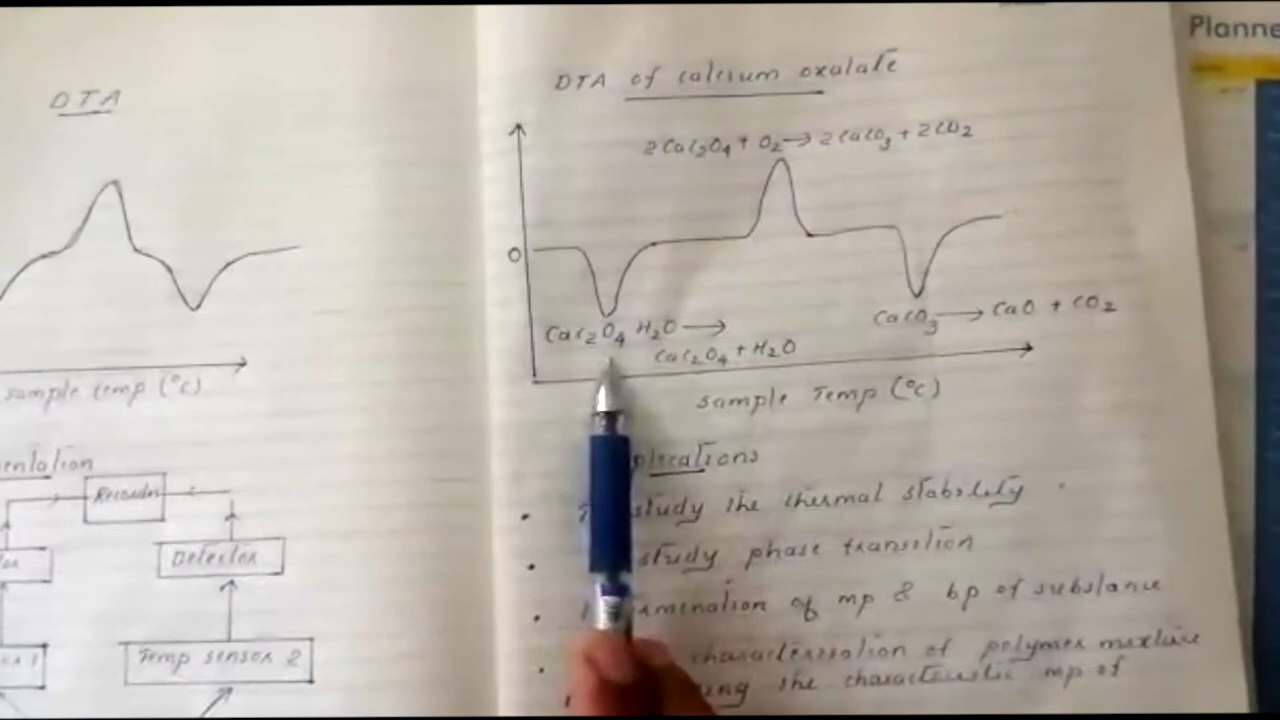 Planne
DTA
sample temp (°c)
Recorder
Detector
Temp sensor 2
DTA of calcium oxalate
2CaC2O4 + O2 → 2CaCO3 + 2CO2
0
CaC2O4 H2O →
CaC2O4 + H2O
CaCO3 → CaO + CO2
sample Temp (°c)
study the thermal stability
study phase transition
of mp & bp of substance
characterisation of polymer mixture
the characteristic mp of